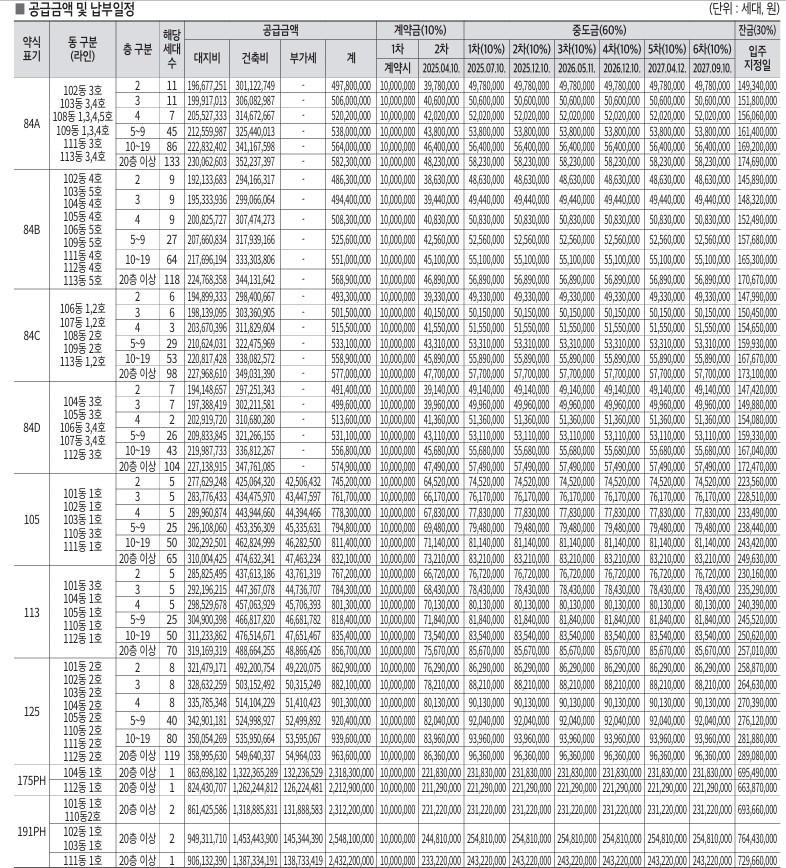 ■ 공급금액 및 납부일정
(단위 : 세대, 원)
약식 표기 동 구분 (라인) 층 구분 해당 세대 수 공급금액 계약금(10%) 중도금(60%) 잔금(30%)
대지비 건축비 부가세 계 1차 2차 1차(10%) 2차(10%) 3차(10%) 4차(10%) 5차(10%) 6차(10%) 입주 지정일
계약시 2025.04.10. 2025.07.10. 2025.12.10. 2026.05.11. 2026.12.10. 2027.04.12. 2027.09.10.
84A
102동 3호
103동 3,4호
108동 1,3,4,5호
109동 1,3,4호
111동 3호
113동 3,4호
2 11 196,677,251 301,122,749 - 497,800,000 10,000,000 39,780,000 49,780,000 49,780,000 49,780,000 49,780,000 49,780,000 49,780,000 149,340,000
3 11 199,917,013 306,082,987 - 506,000,000 10,000,000 40,600,000 50,600,000 50,600,000 50,600,000 50,600,000 50,600,000 50,600,000 151,800,000
4 7 205,527,333 314,672,667 - 520,200,000 10,000,000 42,020,000 52,020,000 52,020,000 52,020,000 52,020,000 52,020,000 52,020,000 156,060,000
5~9 45 212,559,987 325,440,013 - 538,000,000 10,000,000 43,800,000 53,800,000 53,800,000 53,800,000 53,800,000 53,800,000 53,800,000 161,400,000
10~19 86 222,832,402 341,167,598 - 564,000,000 10,000,000 46,400,000 56,400,000 56,400,000 56,400,000 56,400,000 56,400,000 56,400,000 169,200,000
20층 이상 133 230,062,603 352,237,397 - 582,300,000 10,000,000 48,230,000 58,230,000 58,230,000 58,230,000 58,230,000 58,230,000 58,230,000 174,690,000
84B
102동 4호
103동 5호
104동 4호
105동 4호
106동 5호
109동 5호
111동 4호
112동 4호
113동 5호
2 9 192,133,683 294,166,317 - 486,300,000 10,000,000 38,630,000 48,630,000 48,630,000 48,630,000 48,630,000 48,630,000 48,630,000 145,890,000
3 9 195,333,936 299,066,064 - 494,400,000 10,000,000 39,440,000 49,440,000 49,440,000 49,440,000 49,440,000 49,440,000 49,440,000 148,320,000
4 9 200,825,727 307,474,273 - 508,300,000 10,000,000 40,830,000 50,830,000 50,830,000 50,830,000 50,830,000 50,830,000 50,830,000 152,490,000
5~9 27 207,660,834 317,939,166 - 525,600,000 10,000,000 42,560,000 52,560,000 52,560,000 52,560,000 52,560,000 52,560,000 52,560,000 157,680,000
10~19 64 217,696,194 333,303,806 - 551,000,000 10,000,000 45,100,000 55,100,000 55,100,000 55,100,000 55,100,000 55,100,000 55,100,000 165,300,000
20층 이상 118 224,768,358 344,131,642 - 568,900,000 10,000,000 46,890,000 56,890,000 56,890,000 56,890,000 56,890,000 56,890,000 56,890,000 170,670,000
84C
106동 1,2호
107동 1,2호
108동 2호
109동 2호
113동 1,2호
2 6 194,899,333 298,400,667 - 493,300,000 10,000,000 39,330,000 49,330,000 49,330,000 49,330,000 49,330,000 49,330,000 49,330,000 147,990,000
3 6 198,139,095 303,360,905 - 501,500,000 10,000,000 40,150,000 50,150,000 50,150,000 50,150,000 50,150,000 50,150,000 50,150,000 150,450,000
4 3 203,670,396 311,829,604 - 515,500,000 10,000,000 41,550,000 51,550,000 51,550,000 51,550,000 51,550,000 51,550,000 51,550,000 154,650,000
5~9 29 210,624,031 322,475,969 - 533,100,000 10,000,000 43,310,000 53,310,000 53,310,000 53,310,000 53,310,000 53,310,000 53,310,000 159,930,000
10~19 53 220,817,428 338,082,572 - 558,900,000 10,000,000 45,890,000 55,890,000 55,890,000 55,890,000 55,890,000 55,890,000 55,890,000 167,670,000
20층 이상 98 227,968,610 349,031,390 - 577,000,000 10,000,000 47,700,000 57,700,000 57,700,000 57,700,000 57,700,000 57,700,000 57,700,000 173,100,000
84D
104동 3호
105동 3호
106동 3,4호
107동 3,4호
112동 3호
2 7 194,148,657 297,251,343 - 491,400,000 10,000,000 39,140,000 49,140,000 49,140,000 49,140,000 49,140,000 49,140,000 49,140,000 147,420,000
3 7 197,388,419 302,211,581 - 499,600,000 10,000,000 39,960,000 49,960,000 49,960,000 49,960,000 49,960,000 49,960,000 49,960,000 149,880,000
4 2 202,919,720 310,680,280 - 513,600,000 10,000,000 41,360,000 51,360,000 51,360,000 51,360,000 51,360,000 51,360,000 51,360,000 154,080,000
5~9 26 209,833,845 321,266,155 - 531,100,000 10,000,000 43,110,000 53,110,000 53,110,000 53,110,000 53,110,000 53,110,000 53,110,000 159,330,000
10~19 43 219,987,733 336,812,267 - 556,800,000 10,000,000 45,680,000 55,680,000 55,680,000 55,680,000 55,680,000 55,680,000 55,680,000 167,040,000
20층 이상 104 227,138,915 347,761,085 - 574,900,000 10,000,000 47,490,000 57,490,000 57,490,000 57,490,000 57,490,000 57,490,000 57,490,000 172,470,000
105
101동 1호
102동 1호
103동 1호
110동 3호
111동 1호
2 5 277,629,248 425,064,320 42,506,432 745,200,000 10,000,000 64,520,000 74,520,000 74,520,000 74,520,000 74,520,000 74,520,000 74,520,000 223,560,000
3 5 283,776,433 434,475,970 43,447,597 761,700,000 10,000,000 66,170,000 76,170,000 76,170,000 76,170,000 76,170,000 76,170,000 76,170,000 228,510,000
4 5 289,960,874 443,944,660 44,394,466 778,300,000 10,000,000 67,830,000 77,830,000 77,830,000 77,830,000 77,830,000 77,830,000 77,830,000 233,490,000
5~9 25 296,108,060 453,356,309 45,335,631 794,800,000 10,000,000 69,480,000 79,480,000 79,480,000 79,480,000 79,480,000 79,480,000 79,480,000 238,440,000
10~19 50 302,292,501 462,824,999 46,282,500 811,400,000 10,000,000 71,140,000 81,140,000 81,140,000 81,140,000 81,140,000 81,140,000 81,140,000 243,420,000
20층 이상 65 310,004,425 474,632,341 47,463,234 832,100,000 10,000,000 73,210,000 83,210,000 83,210,000 83,210,000 83,210,000 83,210,000 83,210,000 249,630,000
113
101동 3호
104동 1호
105동 1호
110동 1호
112동 1호
2 5 285,825,495 437,613,186 43,761,319 767,200,000 10,000,000 66,720,000 76,720,000 76,720,000 76,720,000 76,720,000 76,720,000 76,720,000 230,160,000
3 5 292,196,215 447,367,078 44,736,707 784,300,000 10,000,000 68,430,000 78,430,000 78,430,000 78,430,000 78,430,000 78,430,000 78,430,000 235,290,000
4 5 298,529,678 457,063,929 45,706,393 801,300,000 10,000,000 70,130,000 80,130,000 80,130,000 80,130,000 80,130,000 80,130,000 80,130,000 240,390,000
5~9 25 304,900,398 466,817,820 46,681,782 818,400,000 10,000,000 71,840,000 81,840,000 81,840,000 81,840,000 81,840,000 81,840,000 81,840,000 245,520,000
10~19 50 311,233,862 476,514,671 47,651,467 835,400,000 10,000,000 73,540,000 83,540,000 83,540,000 83,540,000 83,540,000 83,540,000 83,540,000 250,620,000
20층 이상 70 319,169,319 488,664,255 48,866,426 856,700,000 10,000,000 75,670,000 85,670,000 85,670,000 85,670,000 85,670,000 85,670,000 85,670,000 257,010,000
125
101동 2호
102동 2호
103동 2호
104동 2호
105동 2호
110동 2호
111동 2호
112동 2호
2 8 321,479,171 492,200,754 49,220,075 862,900,000 10,000,000 76,290,000 86,290,000 86,290,000 86,290,000 86,290,000 86,290,000 86,290,000 258,870,000
3 8 328,632,259 503,152,492 50,315,249 882,100,000 10,000,000 78,210,000 88,210,000 88,210,000 88,210,000 88,210,000 88,210,000 88,210,000 264,630,000
4 8 335,785,348 514,104,229 51,410,423 901,300,000 10,000,000 80,130,000 90,130,000 90,130,000 90,130,000 90,130,000 90,130,000 90,130,000 270,390,000
5~9 40 342,901,181 524,998,927 52,499,892 920,400,000 10,000,000 82,040,000 92,040,000 92,040,000 92,040,000 92,040,000 92,040,000 92,040,000 276,120,000
10~19 80 350,054,269 535,950,664 53,595,067 939,600,000 10,000,000 83,960,000 93,960,000 93,960,000 93,960,000 93,960,000 93,960,000 93,960,000 281,880,000
20층 이상 119 358,995,630 549,640,337 54,964,033 963,600,000 10,000,000 86,360,000 96,360,000 96,360,000 96,360,000 96,360,000 96,360,000 96,360,000 289,080,000
175PH
104동 1호 20층 이상 1 863,698,182 1,322,365,289 132,236,529 2,318,300,000 10,000,000 221,830,000 231,830,000 231,830,000 231,830,000 231,830,000 231,830,000 231,830,000 695,490,000
112동 1호 20층 이상 1 824,430,707 1,262,244,812 126,224,481 2,212,900,000 10,000,000 211,290,000 221,290,000 221,290,000 221,290,000 221,290,000 221,290,000 221,290,000 663,870,000
191PH
101동 1호
110동2호 20층 이상 2 861,425,586 1,318,885,831 131,888,583 2,312,200,000 10,000,000 221,220,000 231,220,000 231,220,000 231,220,000 231,220,000 231,220,000 231,220,000 693,660,000
102동 1호
103동 1호 20층 이상 2 949,311,710 1,453,443,900 145,344,390 2,548,100,000 10,000,000 244,810,000 254,810,000 254,810,000 254,810,000 254,810,000 254,810,000 254,810,000 764,430,000
111동 1호 20층 이상 1 906,132,390 1,387,334,191 138,733,419 2,432,200,000 10,000,000 233,220,000 243,220,000 243,220,000 243,220,000 243,220,000 243,220,000 243,220,000 729,660,000